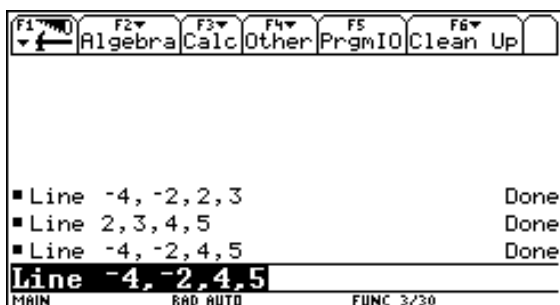 F1 F2 F3 F4 F5 F6
Algebra Calc Other PrgmIO Clean Up
▪Line ⁻4, ⁻2, 2, 3 Done
▪Line 2, 3, 4, 5 Done
▪Line ⁻4, ⁻2, 4, 5 Done
Line ⁻4,⁻2,4,5
MAIN RAD AUTO FUNC 3/30